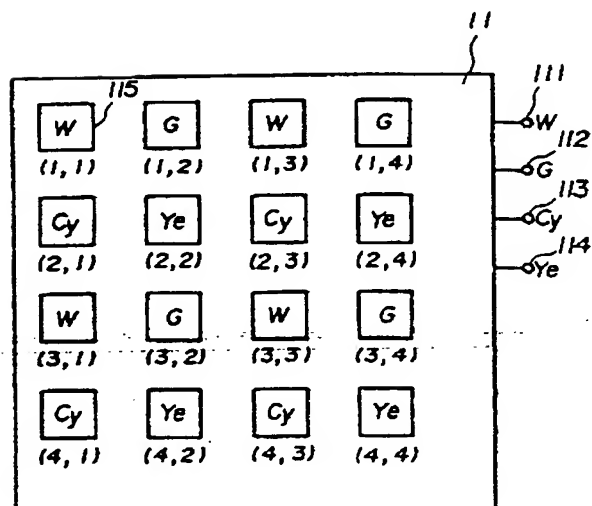 11
115
111
W G W G W
(1,1) (1,2) (1,3) (1,4)
112
G
113
Cy Ye Cy Ye Cy
(2,1) (2,2) (2,3) (2,4)
114
Ye
W G W G
(3,1) (3,2) (3,3) (3,4)
Cy Ye Cy Ye
(4,1) (4,2) (4,3) (4,4)